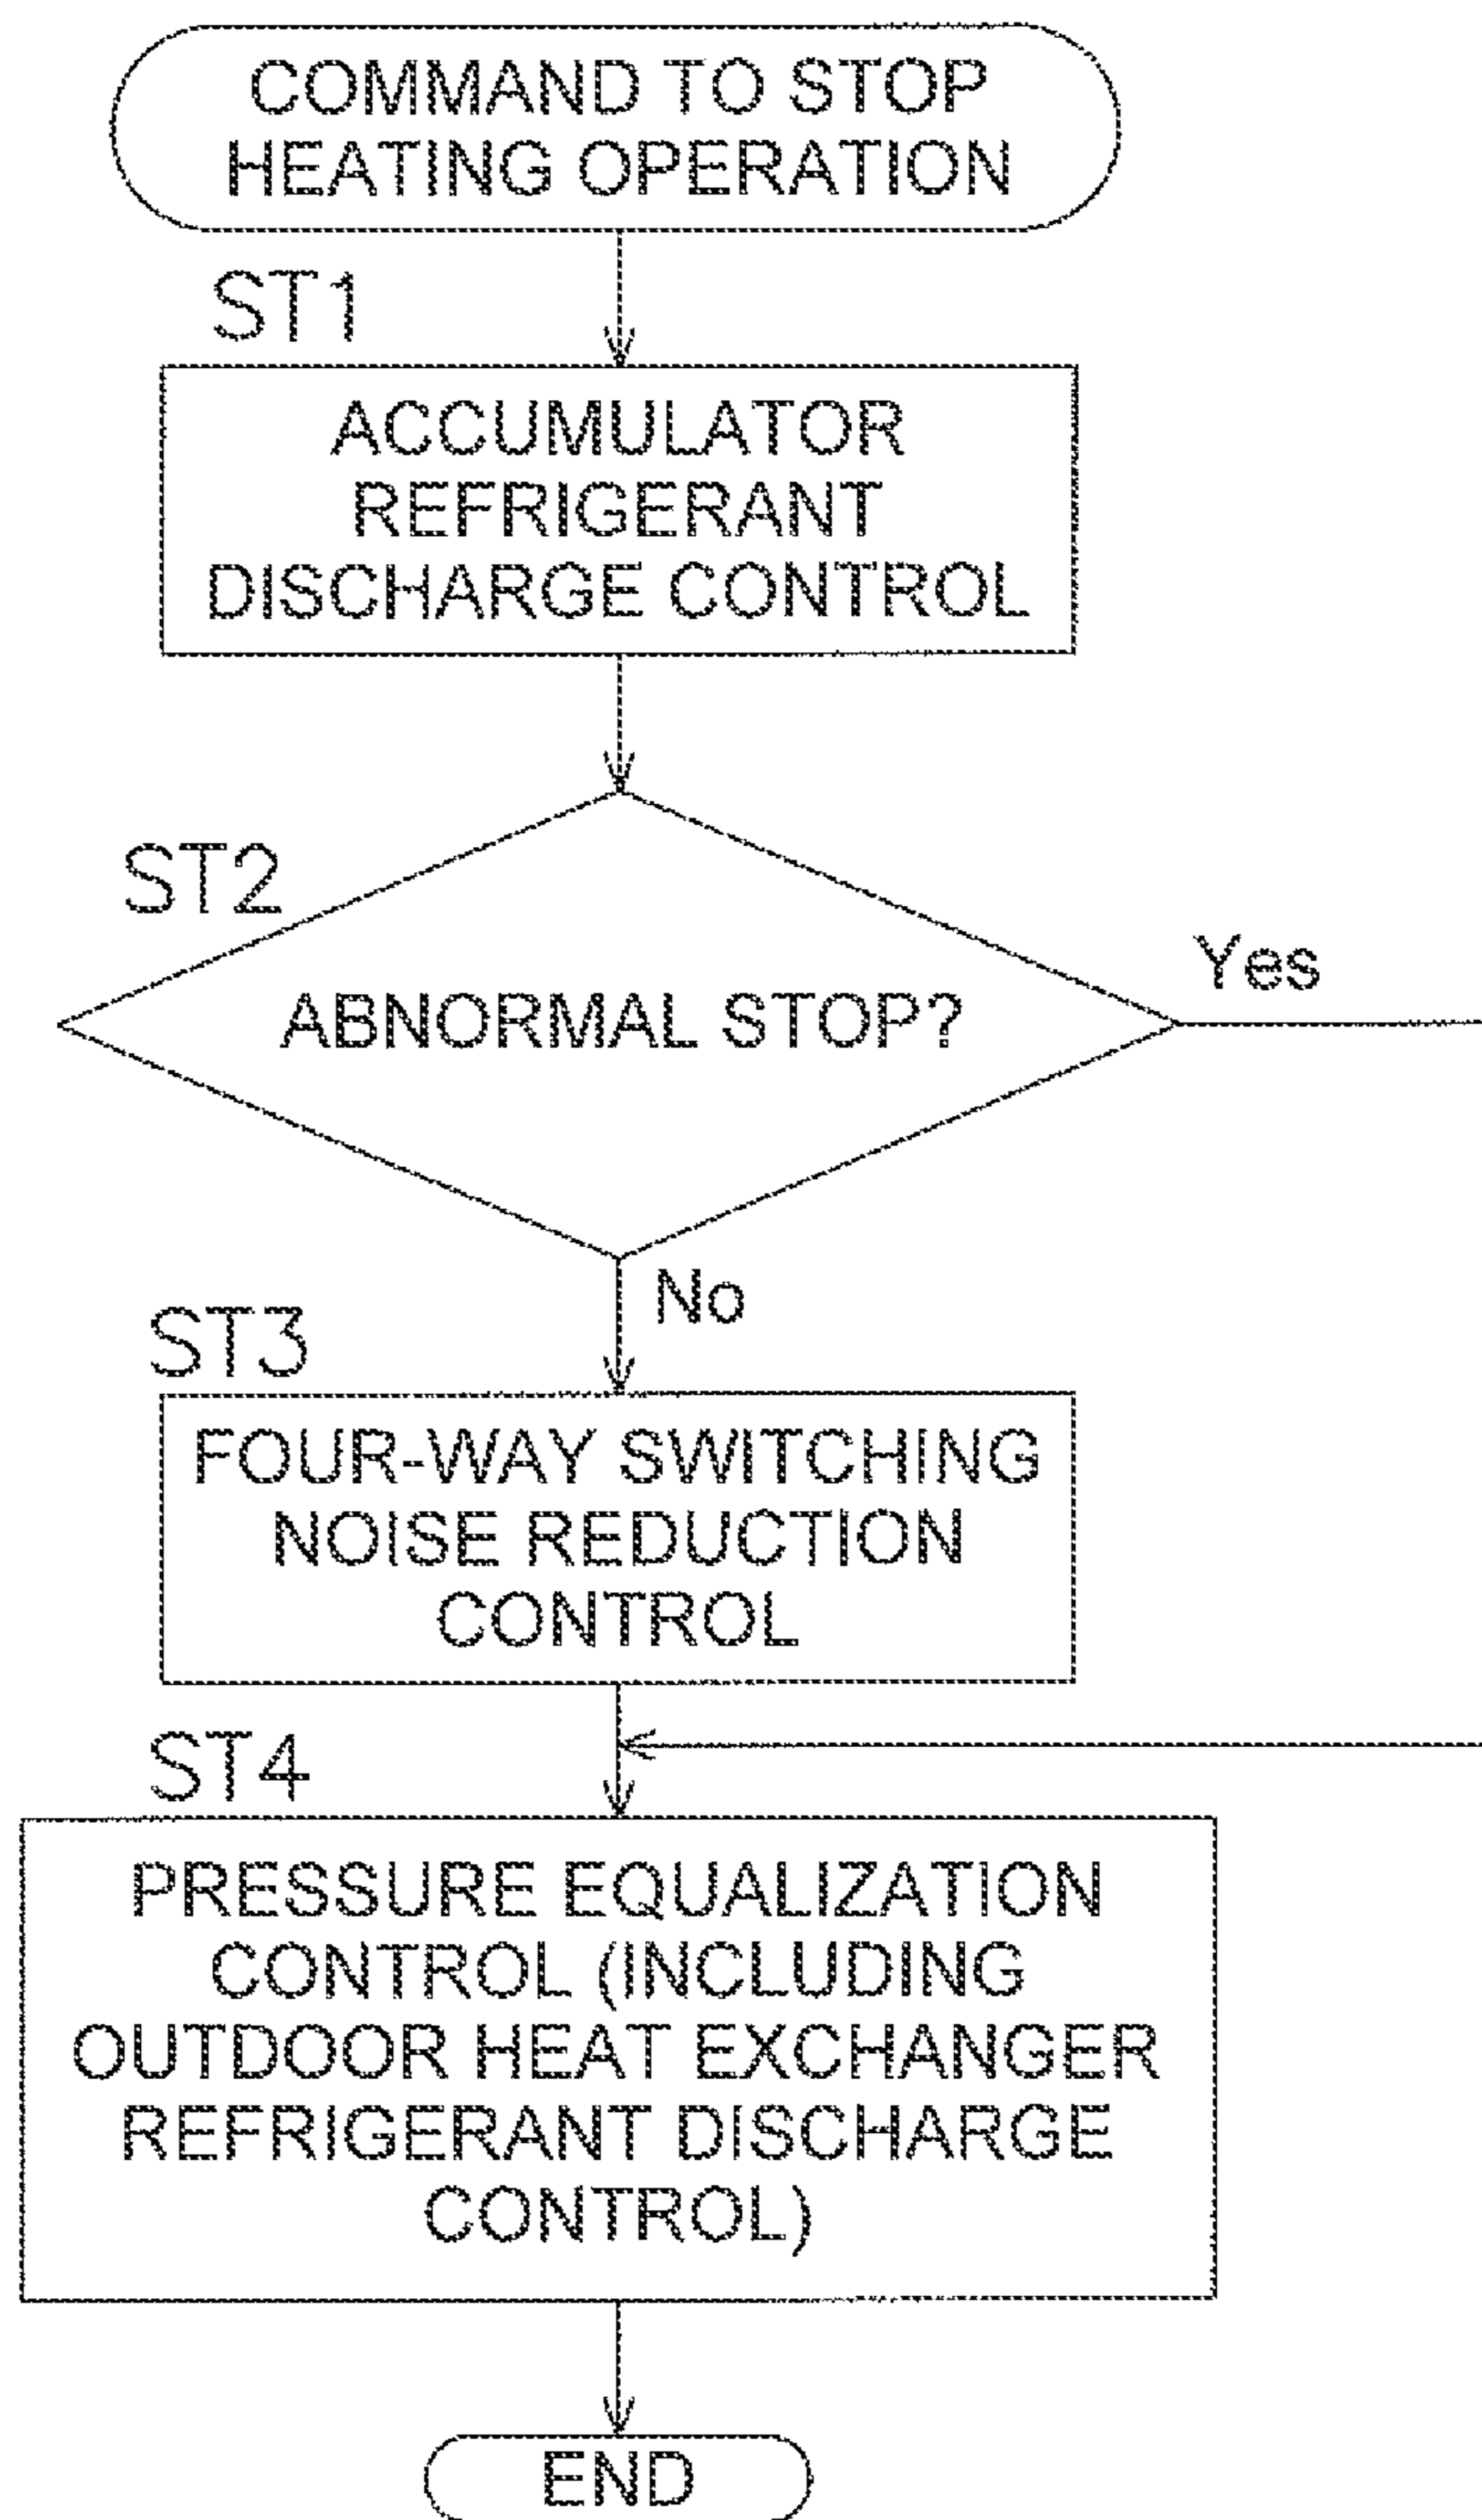 COMMAND TO STOP
HEATING OPERATION
ST1
ACCUMULATOR
REFRIGERANT
DISCHARGE CONTROL
ST2
ABNORMAL STOP?
Yes
No
ST3
FOUR-WAY SWITCHING
NOISE REDUCTION
CONTROL
ST4
PRESSURE EQUALIZATION
CONTROL (INCLUDING
OUTDOOR HEAT EXCHANGER
REFRIGERANT DISCHARGE
CONTROL)
END